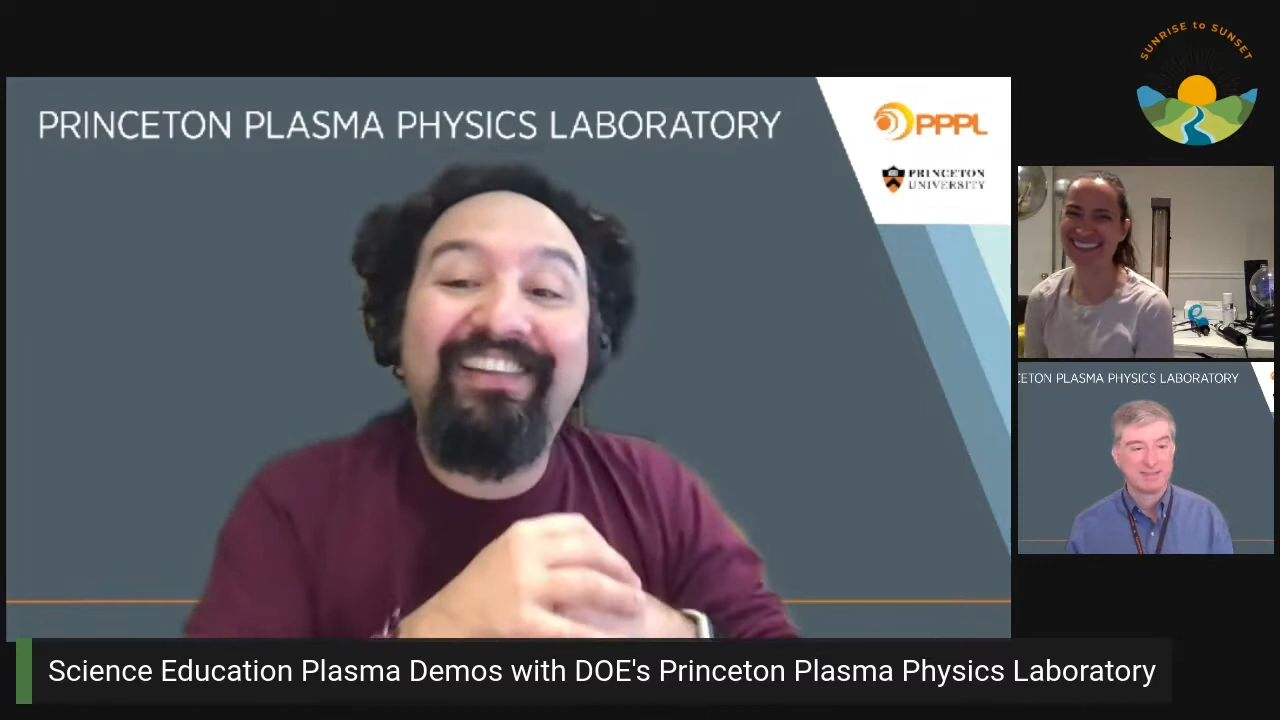 SUNRISE to SUNSET
PRINCETON PLASMA PHYSICS LABORATORY
PPPL
PRINCETON
UNIVERSITY
CETON PLASMA PHYSICS LABORATORY
Science Education Plasma Demos with DOE's Princeton Plasma Physics Laboratory